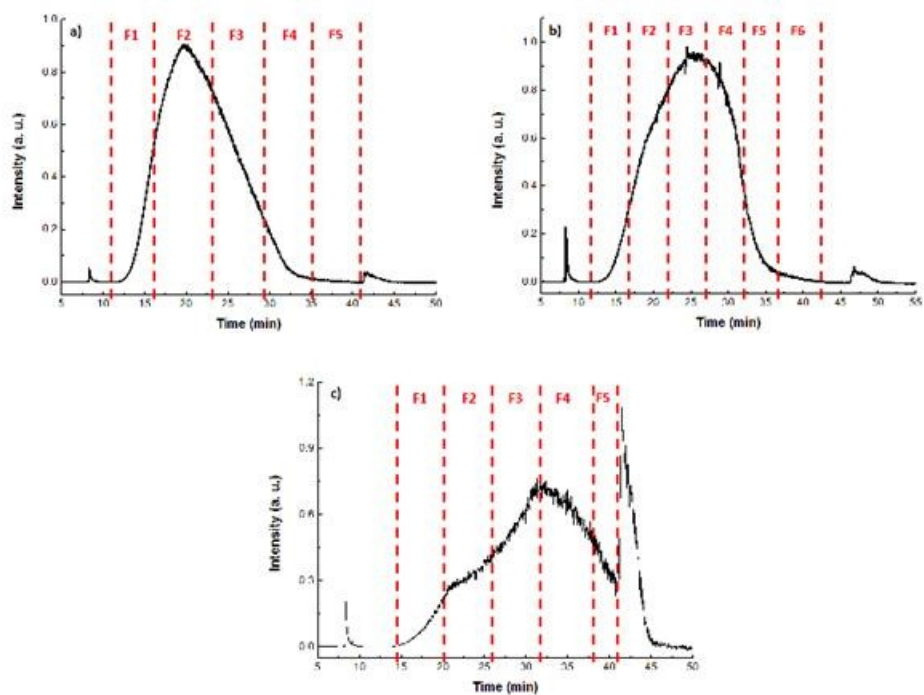 a)
F1 F2 F3 F4 F5
1.0
0.8
0.6
0.4
0.2
0.0
Intensity (a. u.)
5 10 15 20 25 30 35 40 45 50
Time (min)
b)
F1 F2 F3 F4 F5 F6
1.0
0.8
0.6
0.4
0.2
0.0
Intensity (a. u.)
5 10 15 20 25 30 35 40 45 50 55
Time (min)
c)
F1 F2 F3 F4 F5
1.2
0.9
0.6
0.3
0.0
Intensity (a. u.)
5 10 15 20 25 30 35 40 45 50
Time (min)